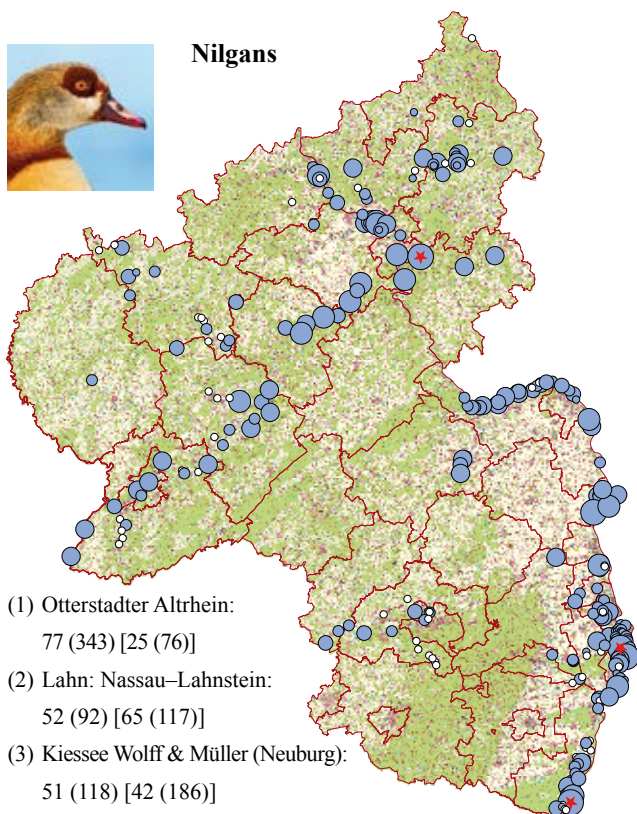 Nilgans
(1) Otterstadter Altrhein:
77 (343) [25 (76)]
(2) Lahn: Nassau–Lahnstein:
52 (92) [65 (117)]
(3) Kiessee Wolff & Müller (Neuburg):
51 (118) [42 (186)]